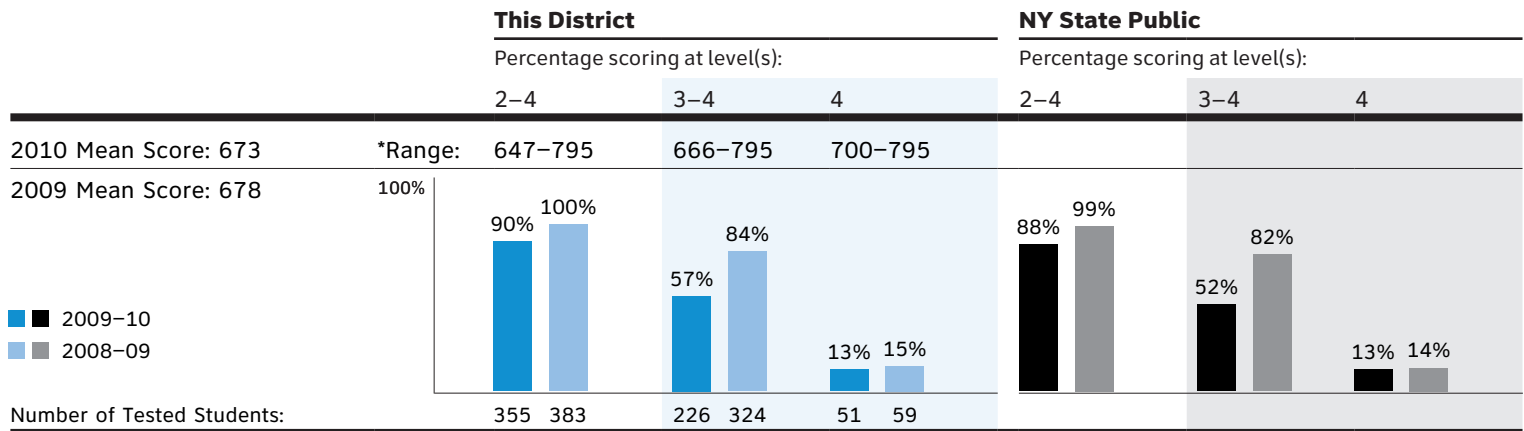 This District NY State Public
Percentage scoring at level(s): Percentage scoring at level(s):
2–4 3–4 4 2–4 3–4 4
2010 Mean Score: 673 *Range: 647–795 666–795 700–795
2009 Mean Score: 678 100%
90% 100% 57% 84% 13% 15% 88% 99% 52% 82% 13% 14%
2009–10
2008–09
Number of Tested Students: 355 383 226 324 51 59